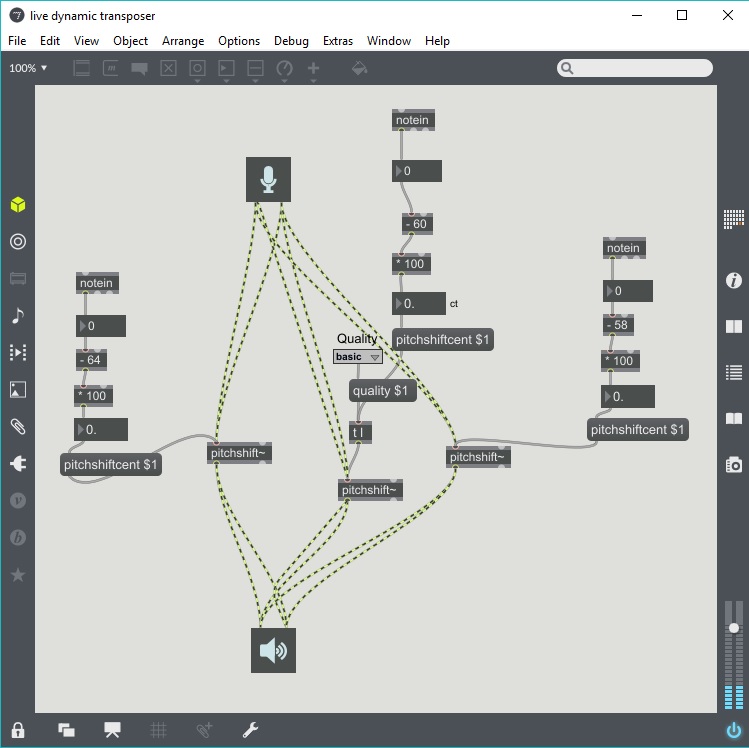 live dynamic transposer
File Edit View Object Arrange Options Debug Extras Window Help
100%
notein
0
- 60
* 100
0. ct
pitchshiftcent $1
Quality
basic
quality $1
t l
pitchshift~
notein
0
- 64
* 100
0.
pitchshiftcent $1
pitchshift~
notein
0
- 58
* 100
0.
pitchshiftcent $1
pitchshift~